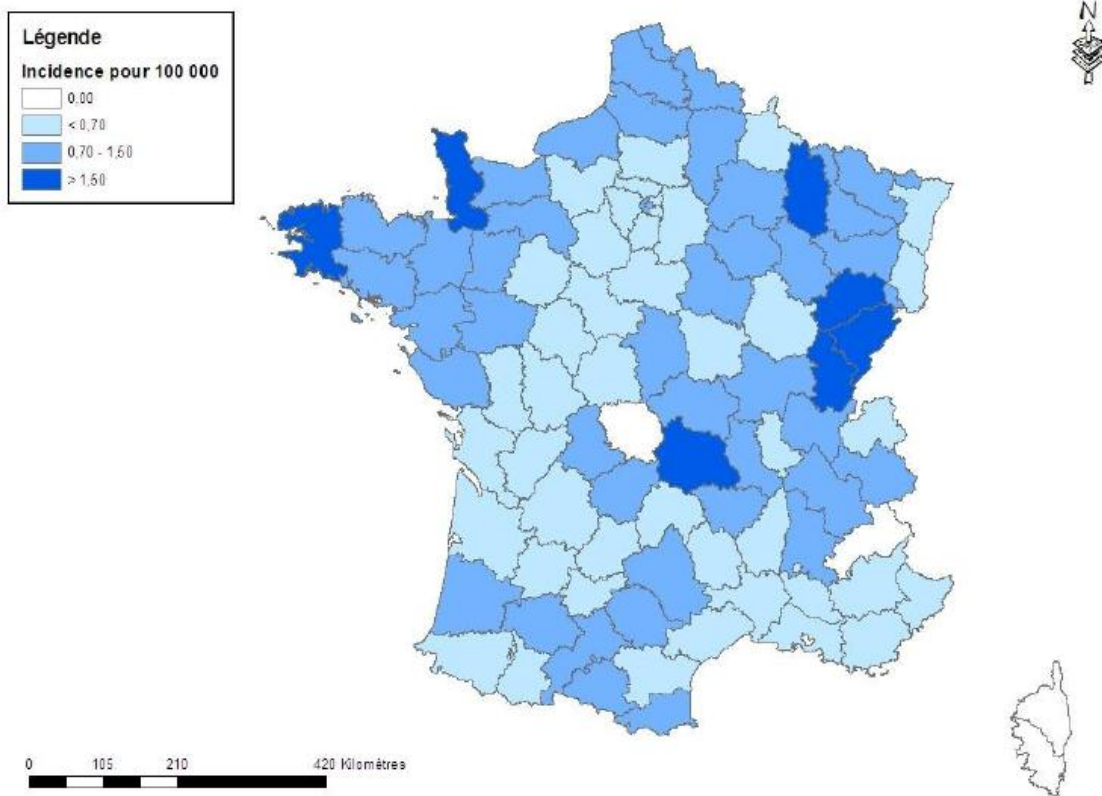 Légende
Incidence pour 100 000
0,00
< 0,70
0,70 - 1,50
> 1,50
N
0 105 210 420 Kilomètres